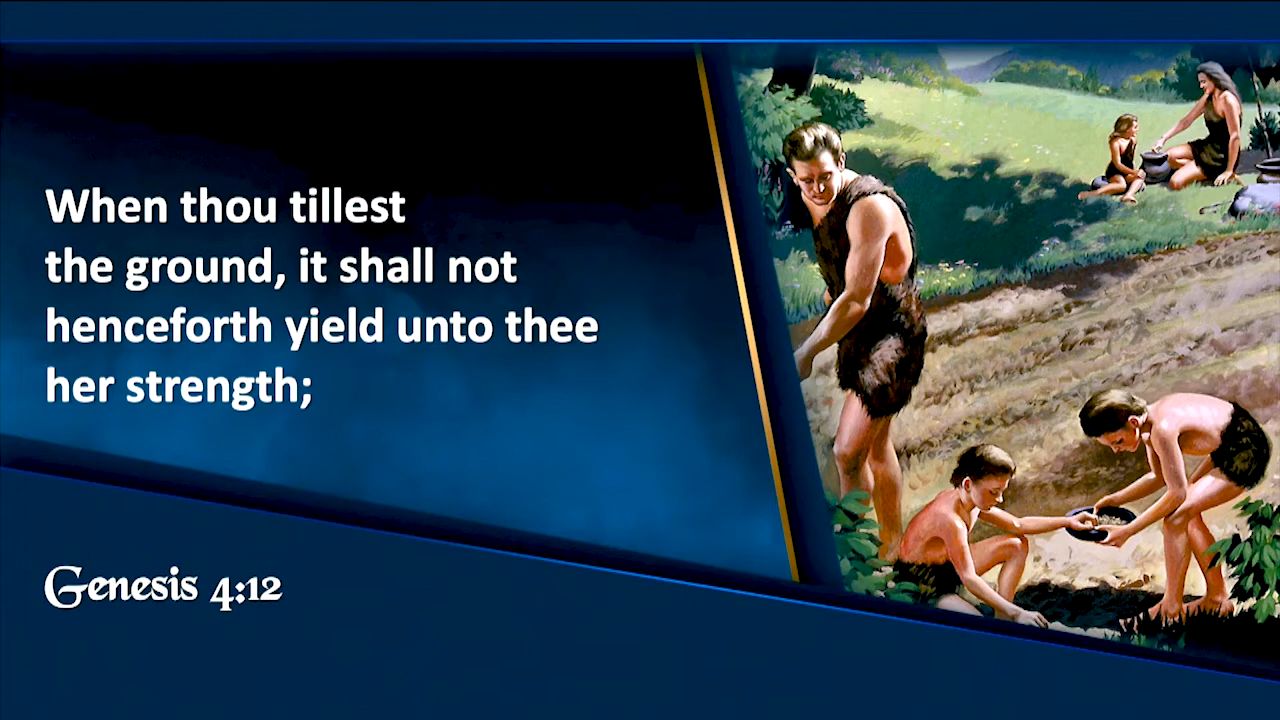 When thou tillest
the ground, it shall not
henceforth yield unto thee
her strength;
Genesis 4:12